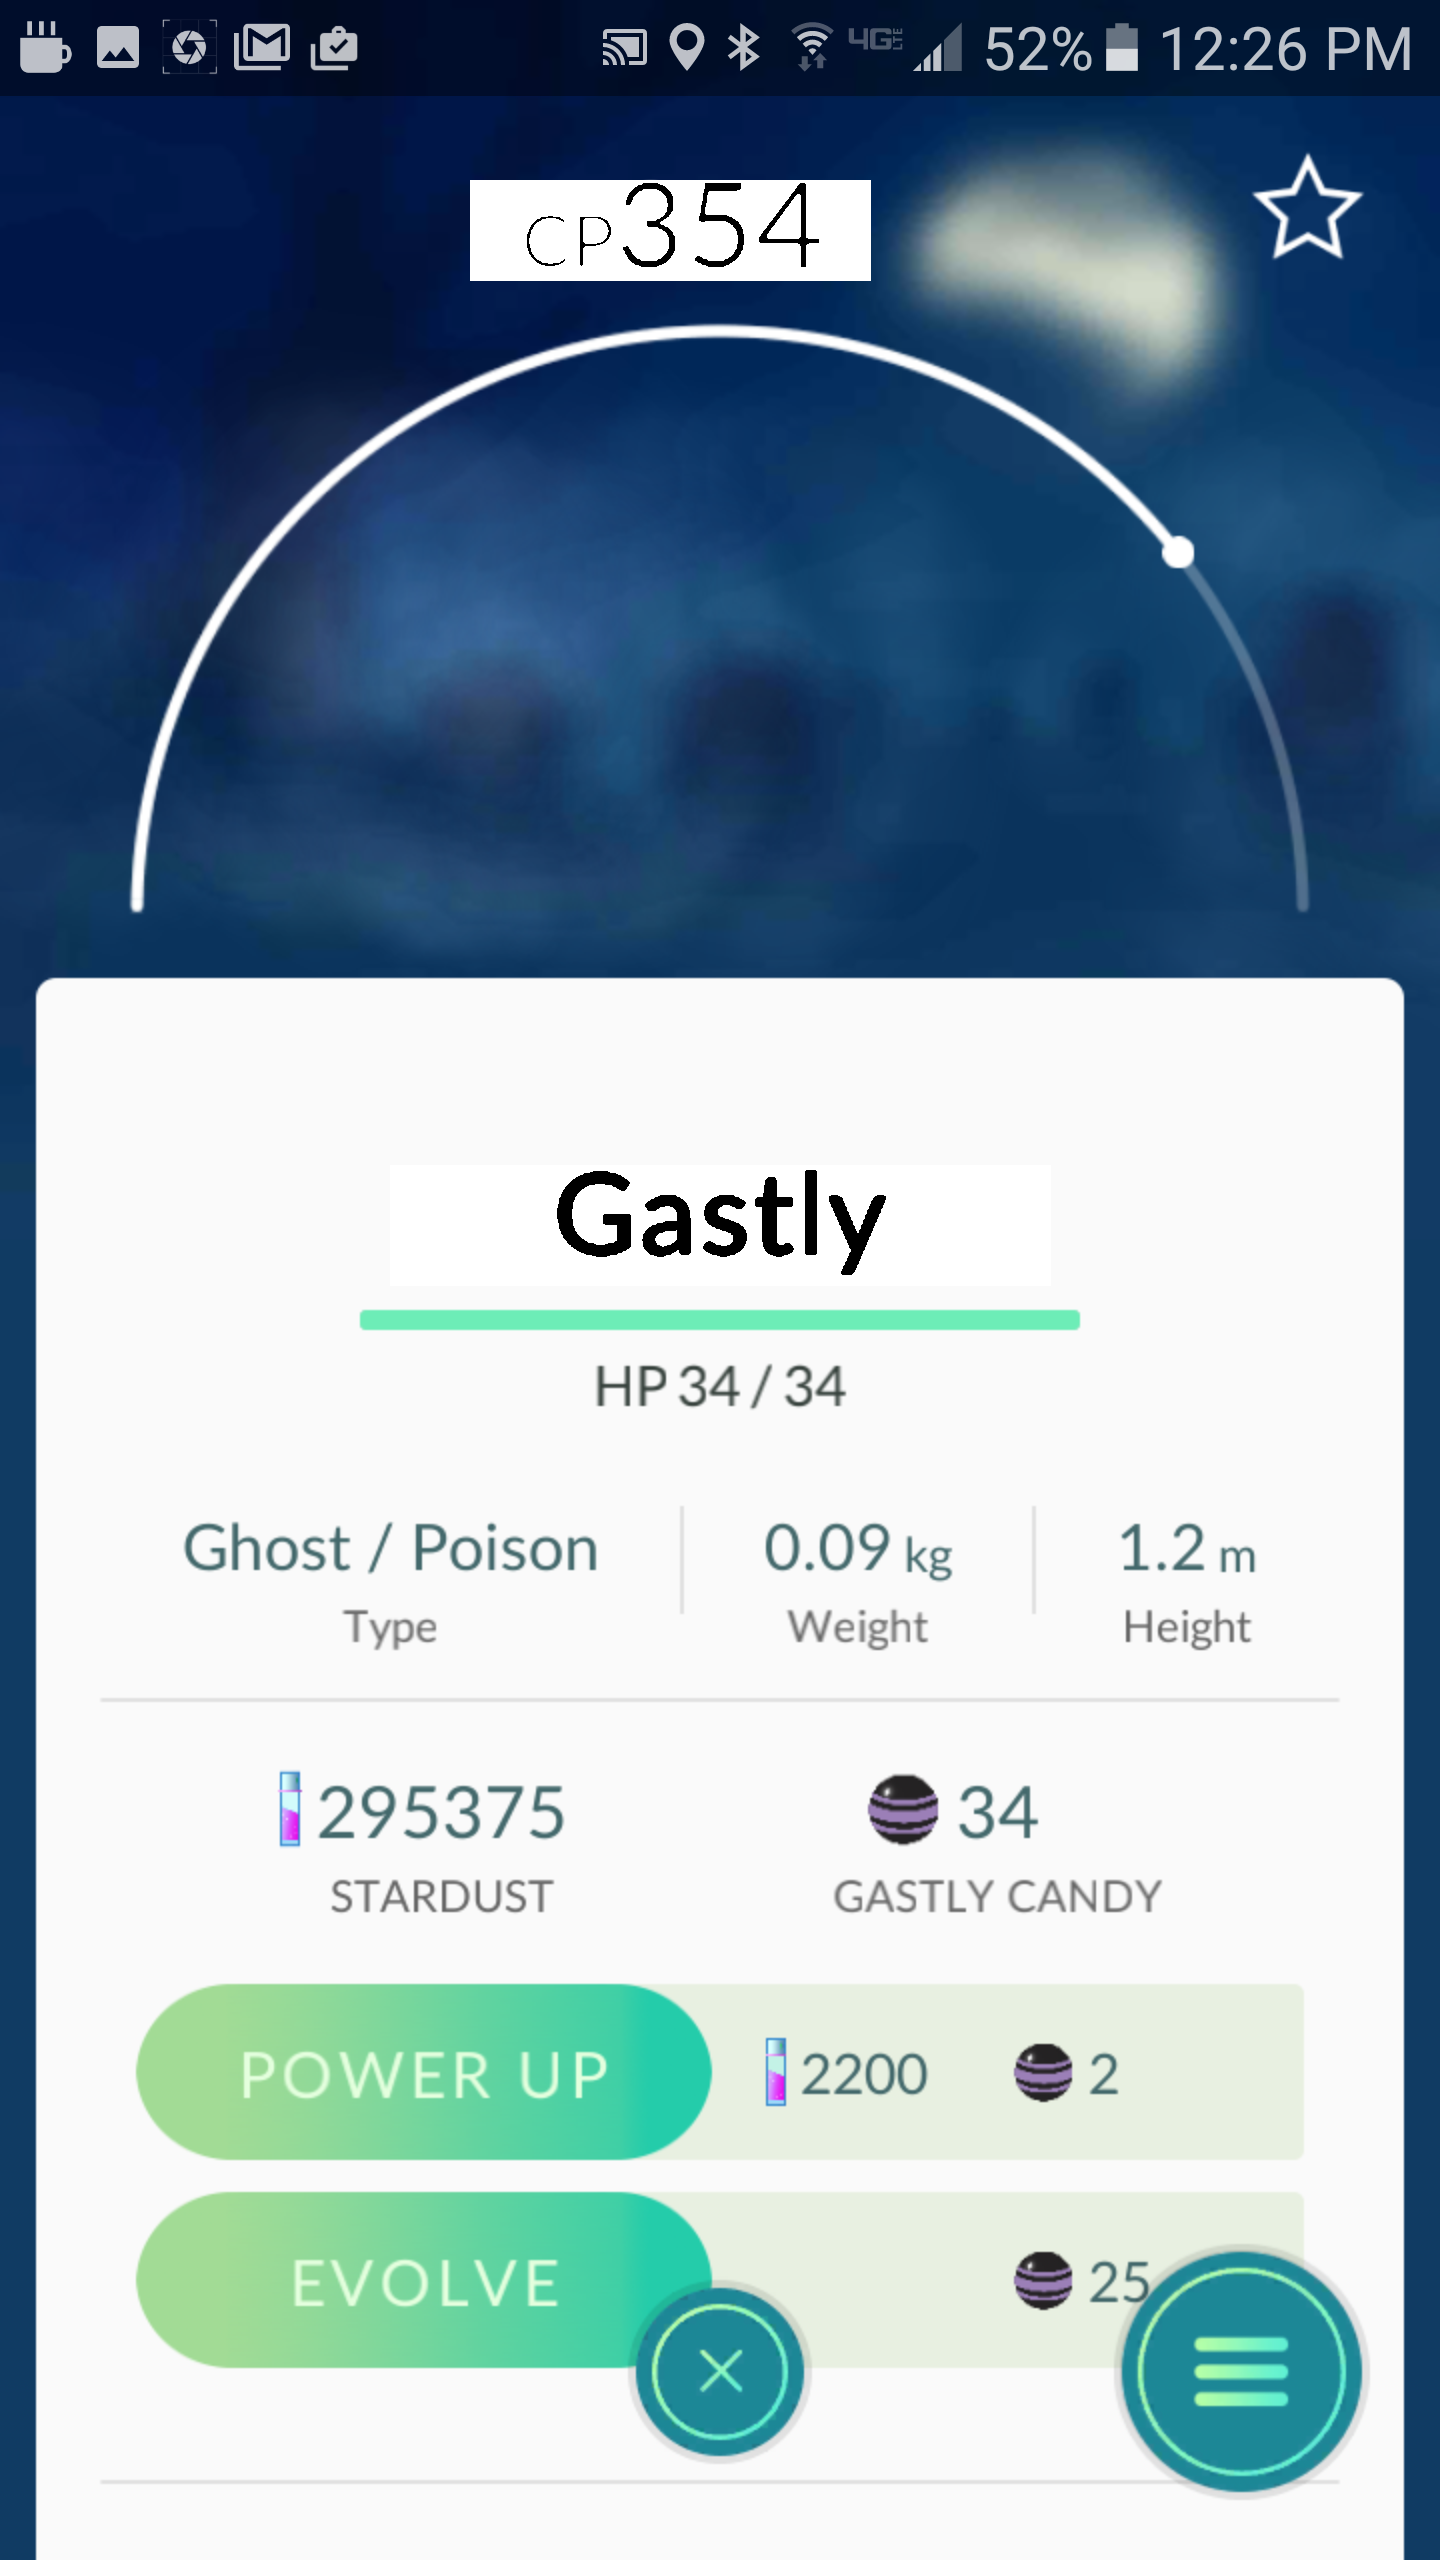 4G LTE 52% 12:26 PM
CP354
Gastly
HP 34 / 34
Ghost / Poison
Type
0.09 kg
Weight
1.2 m
Height
295375
STARDUST
34
GASTLY CANDY
POWER UP 2200 2
EVOLVE 25